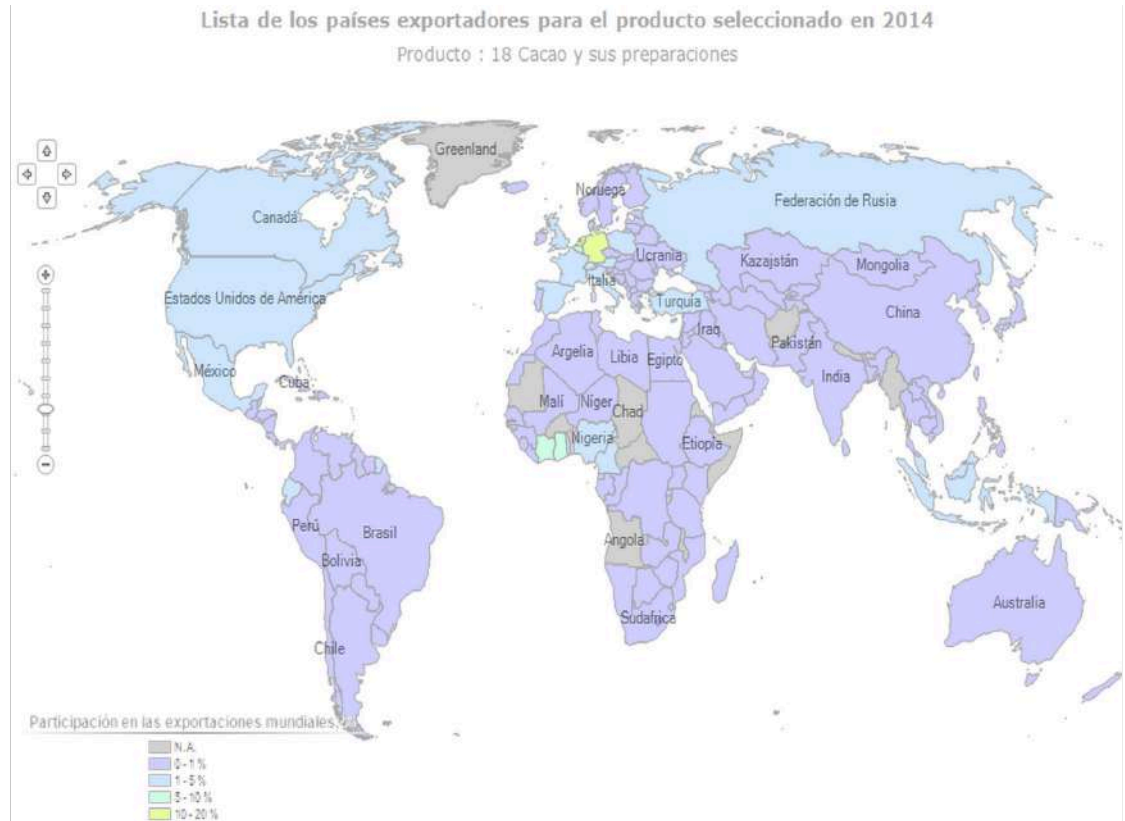 Lista de los países exportadores para el producto seleccionado en 2014
Producto : 18 Cacao y sus preparaciones
Greenland
Canadá
Noruega
Federación de Rusia
Ucrania
Kazajstán
Mongolia
Italia
Turquía
Estados Unidos de América
China
Iraq
Pakistán
México
Cuba
Argelia
Libia
Egipto
India
Malí
Níger
Chad
Nigeria
Etiopía
Perú
Brasil
Angola
Bolivia
Sudafrica
Australia
Chile
Participación en las exportaciones mundiales,
N.A.
0 - 1 %
1 - 5 %
5 - 10 %
10 - 20 %